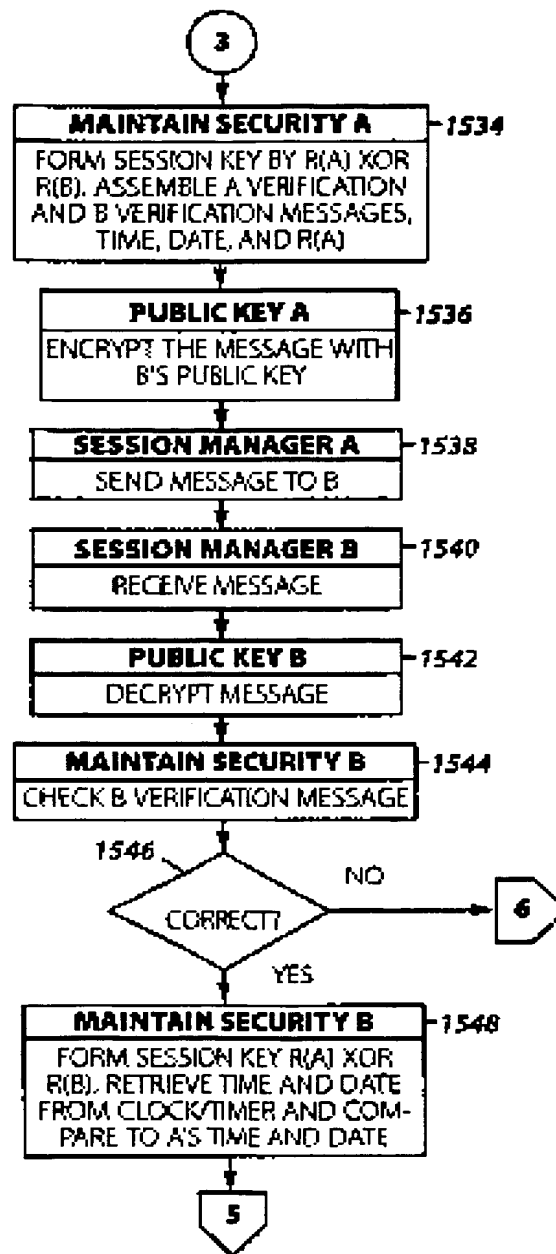 3
MAINTAIN SECURITY A
1534
FORM SESSION KEY BY R(A) XOR
R(B). ASSEMBLE A VERIFICATION
AND B VERIFICATION MESSAGES,
TIME, DATE, AND R(A)
PUBLIC KEY A
1536
ENCRYPT THE MESSAGE WITH
B'S PUBLIC KEY
SESSION MANAGER A
1538
SEND MESSAGE TO B
SESSION MANAGER B
1540
RECEIVE MESSAGE
PUBLIC KEY B
1542
DECRYPT MESSAGE
MAINTAIN SECURITY B
1544
CHECK B VERIFICATION MESSAGE
1546
CORRECT?
NO
6
YES
MAINTAIN SECURITY B
1548
FORM SESSION KEY R(A) XOR
R(B). RETRIEVE TIME AND DATE
FROM CLOCK/TIMER AND COM-
PARE TO A'S TIME AND DATE
5